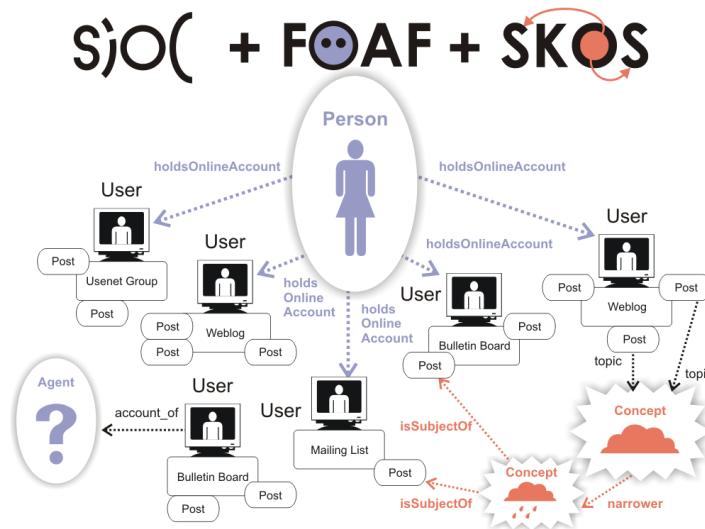 sioc + FOAF + SKOS
Person
holdsOnlineAccount
holdsOnlineAccount
User
User
Post
Usenet Group
Post
User
holds
Online
Account
holds
Online
Account
holdsOnlineAccount
User
Post
Weblog
Post
Post
Post
Bulletin Board
Post
Post
Weblog
Post
Post
topic
topi
Agent
?
account_of
User
User
Bulletin Board
Post
Post
Mailing List
Post
isSubjectOf
isSubjectOf
Concept
Concept
narrower